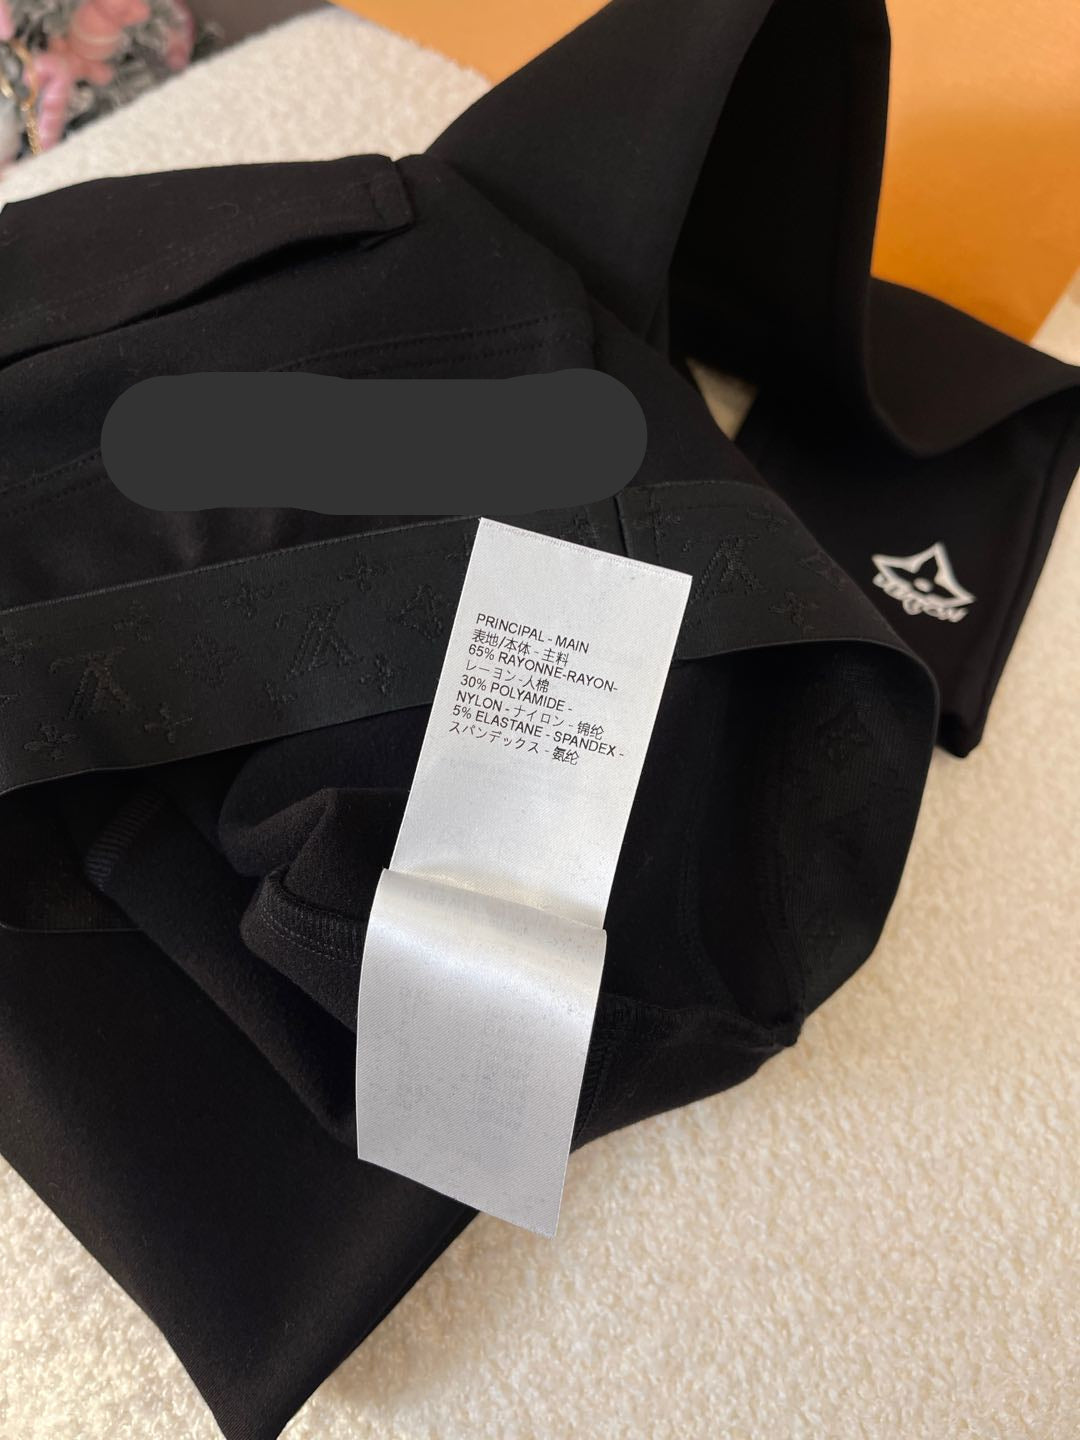 PRINCIPAL - MAIN
表地/本体 - 主料
65% RAYONNE-RAYON-
レーヨン-人棉
30% POLYAMIDE -
NYLON - ナイロン - 锦纶
5% ELASTANE - SPANDEX -
スパンデックス - 氨纶